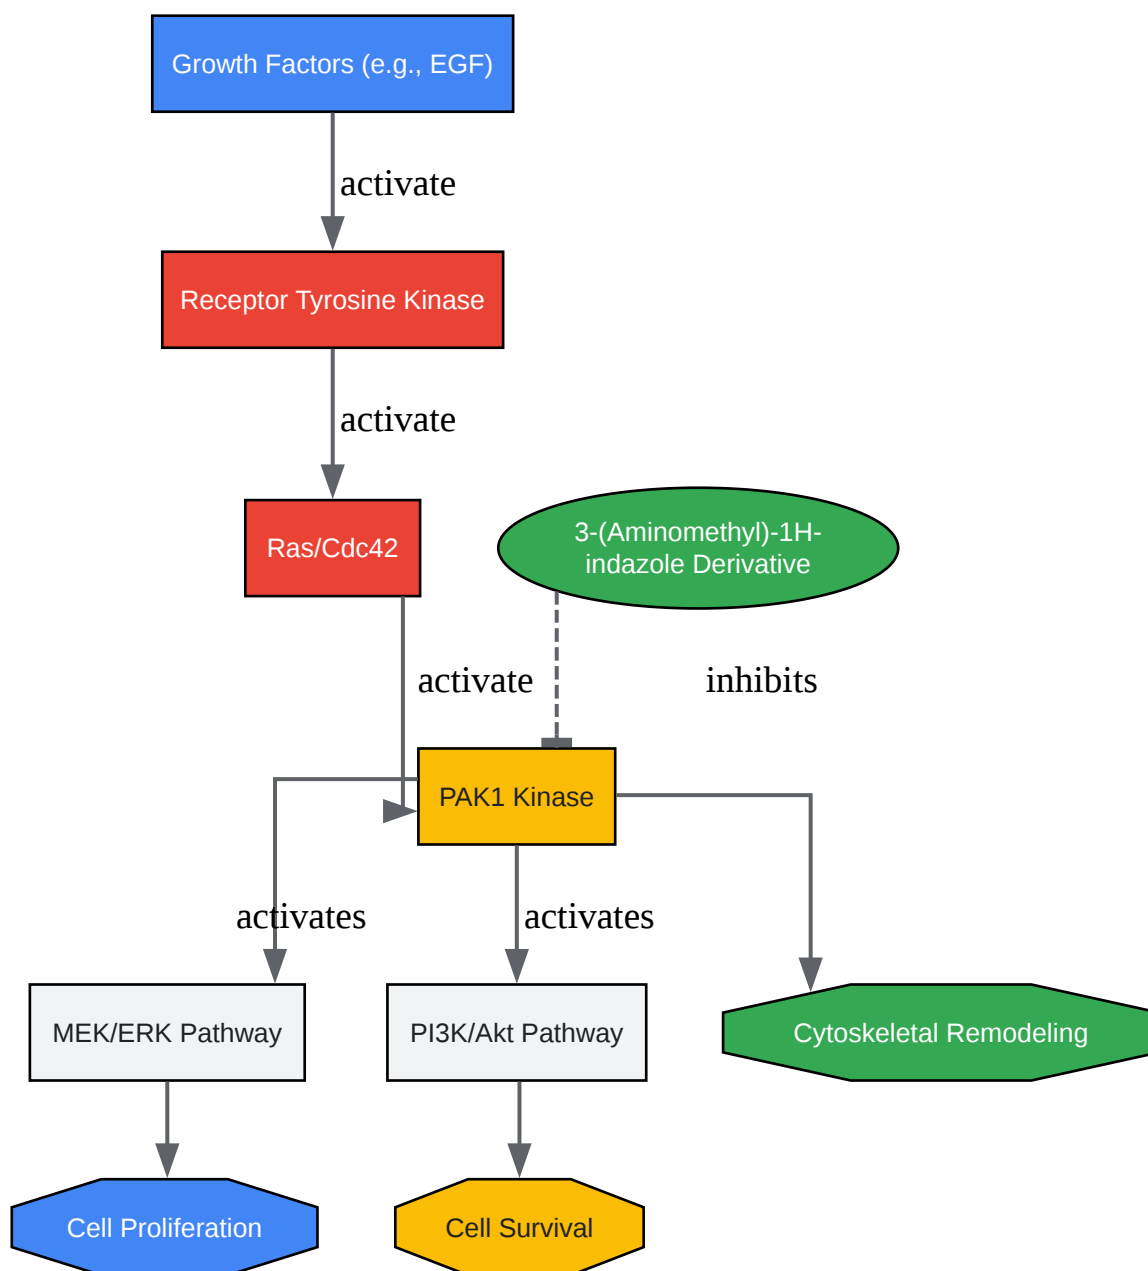 Growth Factors (e.g., EGF)
activate
Receptor Tyrosine Kinase
activate
Ras/Cdc42
3-(Aminomethyl)-1H-
indazole Derivative
activate
inhibits
PAK1 Kinase
activates
activates
MEK/ERK Pathway
PI3K/Akt Pathway
Cytoskeletal Remodeling
Cell Proliferation
Cell Survival